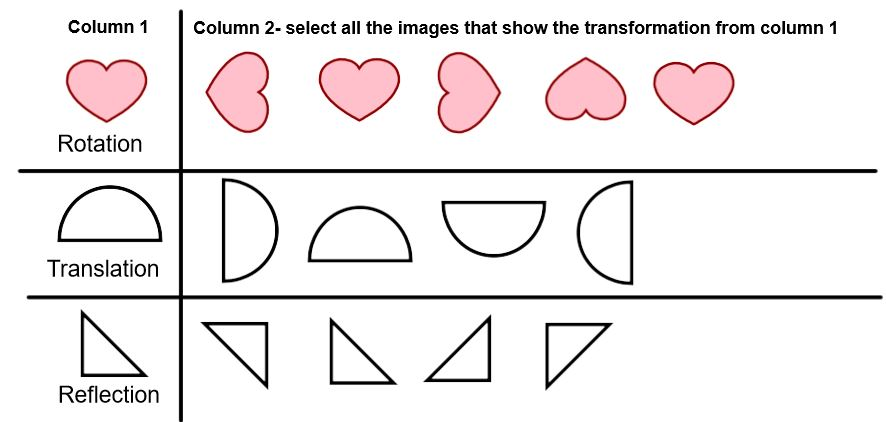 Column 1
Column 2- select all the images that show the transformation from column 1
Rotation
Translation
Reflection